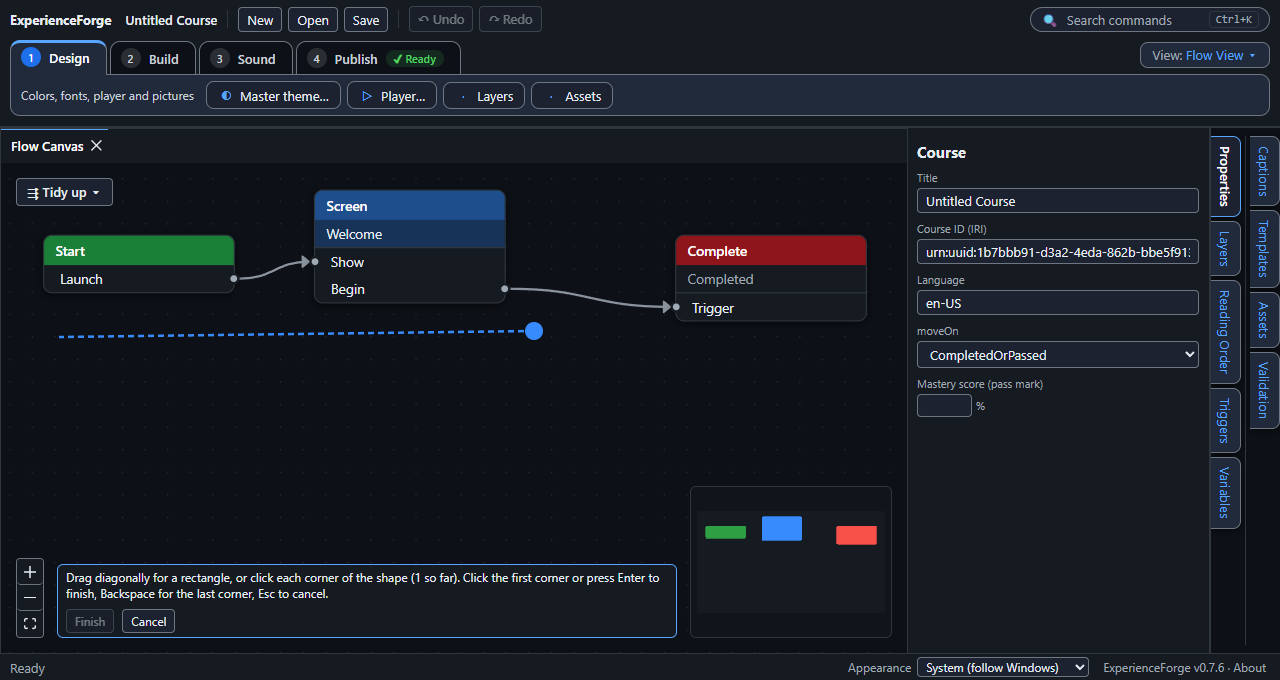 ExperienceForge Untitled Course New Open Save Undo Redo Search commands Ctrl+K
1 Design 2 Build 3 Sound 4 Publish ✓ Ready View: Flow View
Colors, fonts, player and pictures Master theme... Player... Layers Assets
Flow Canvas
Tidy up
Start
Launch
Screen
Welcome
Show
Begin
Complete
Completed
Trigger
Drag diagonally for a rectangle, or click each corner of the shape (1 so far). Click the first corner or press Enter to
finish, Backspace for the last corner, Esc to cancel.
Finish Cancel
Course
Title
Untitled Course
Course ID (IRI)
urn:uuid:1b7bbb91-d3a2-4eda-862b-bbe5f91
Language
en-US
moveOn
CompletedOrPassed
Mastery score (pass mark)
%
Properties
Layers
Reading Order
Triggers
Variables
Captions
Templates
Assets
Validation
Ready Appearance System (follow Windows) ExperienceForge v0.7.6 · About